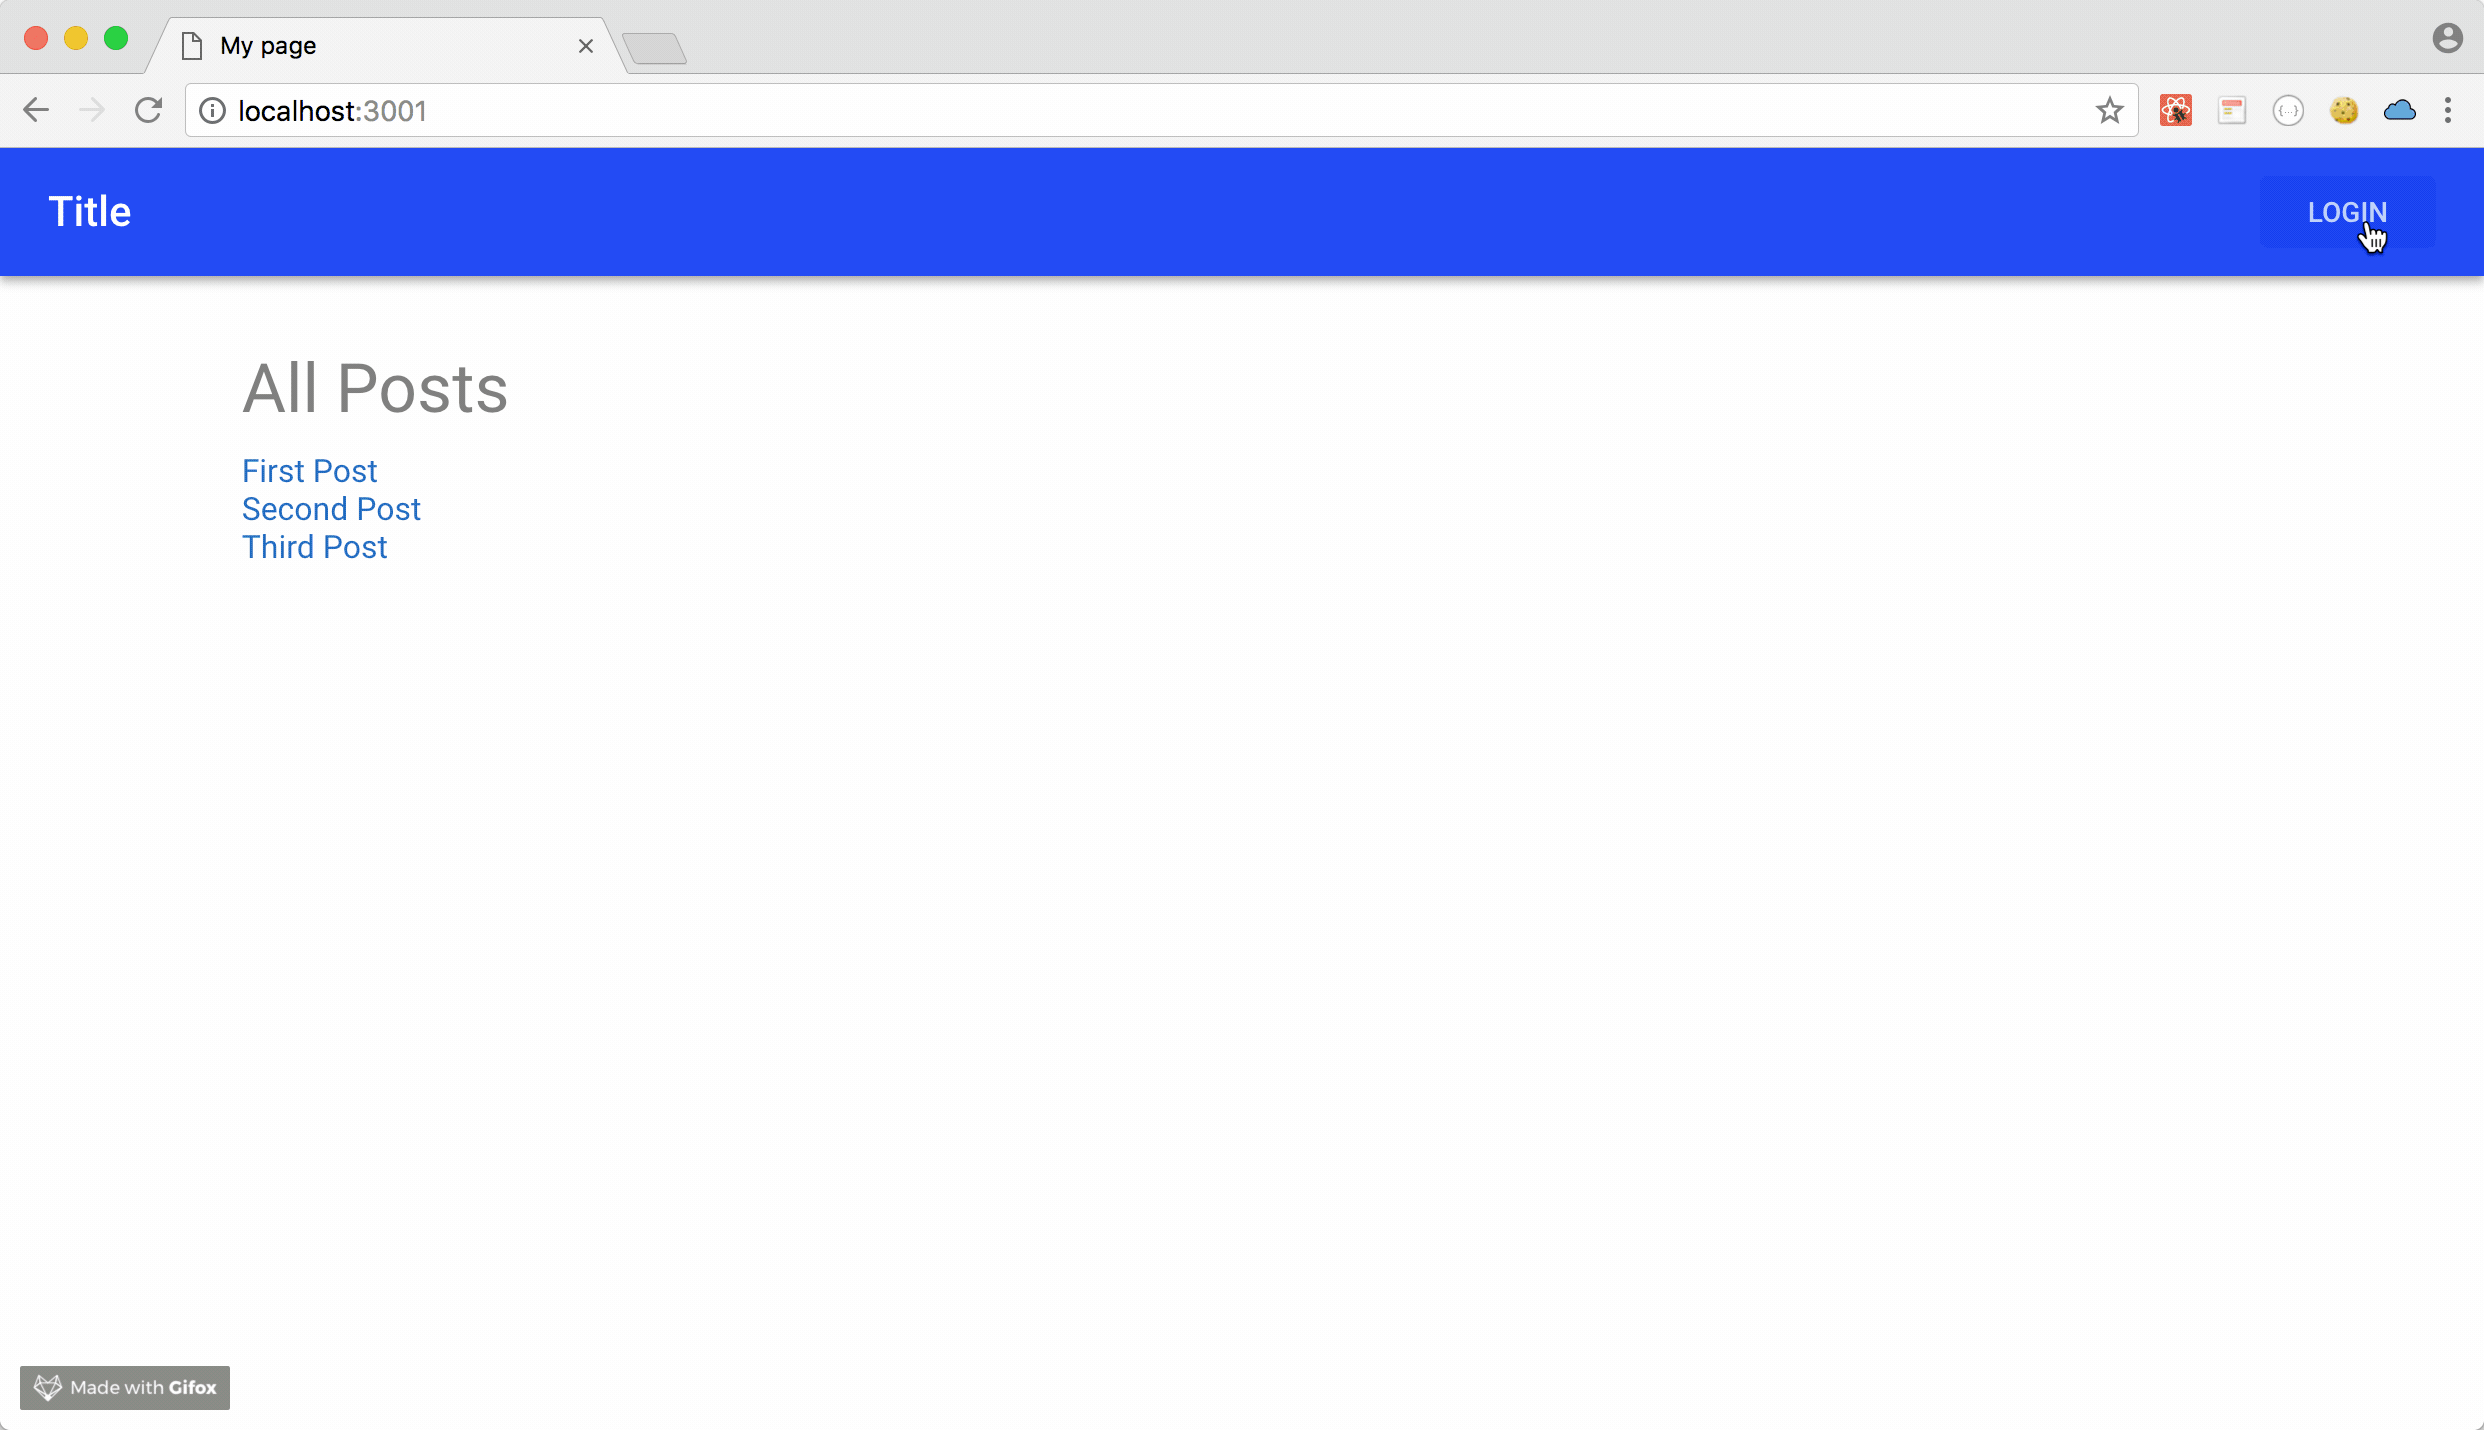 My page
localhost:3001
Title
LOGIN
All Posts
First Post
Second Post
Third Post
Made with Gifox